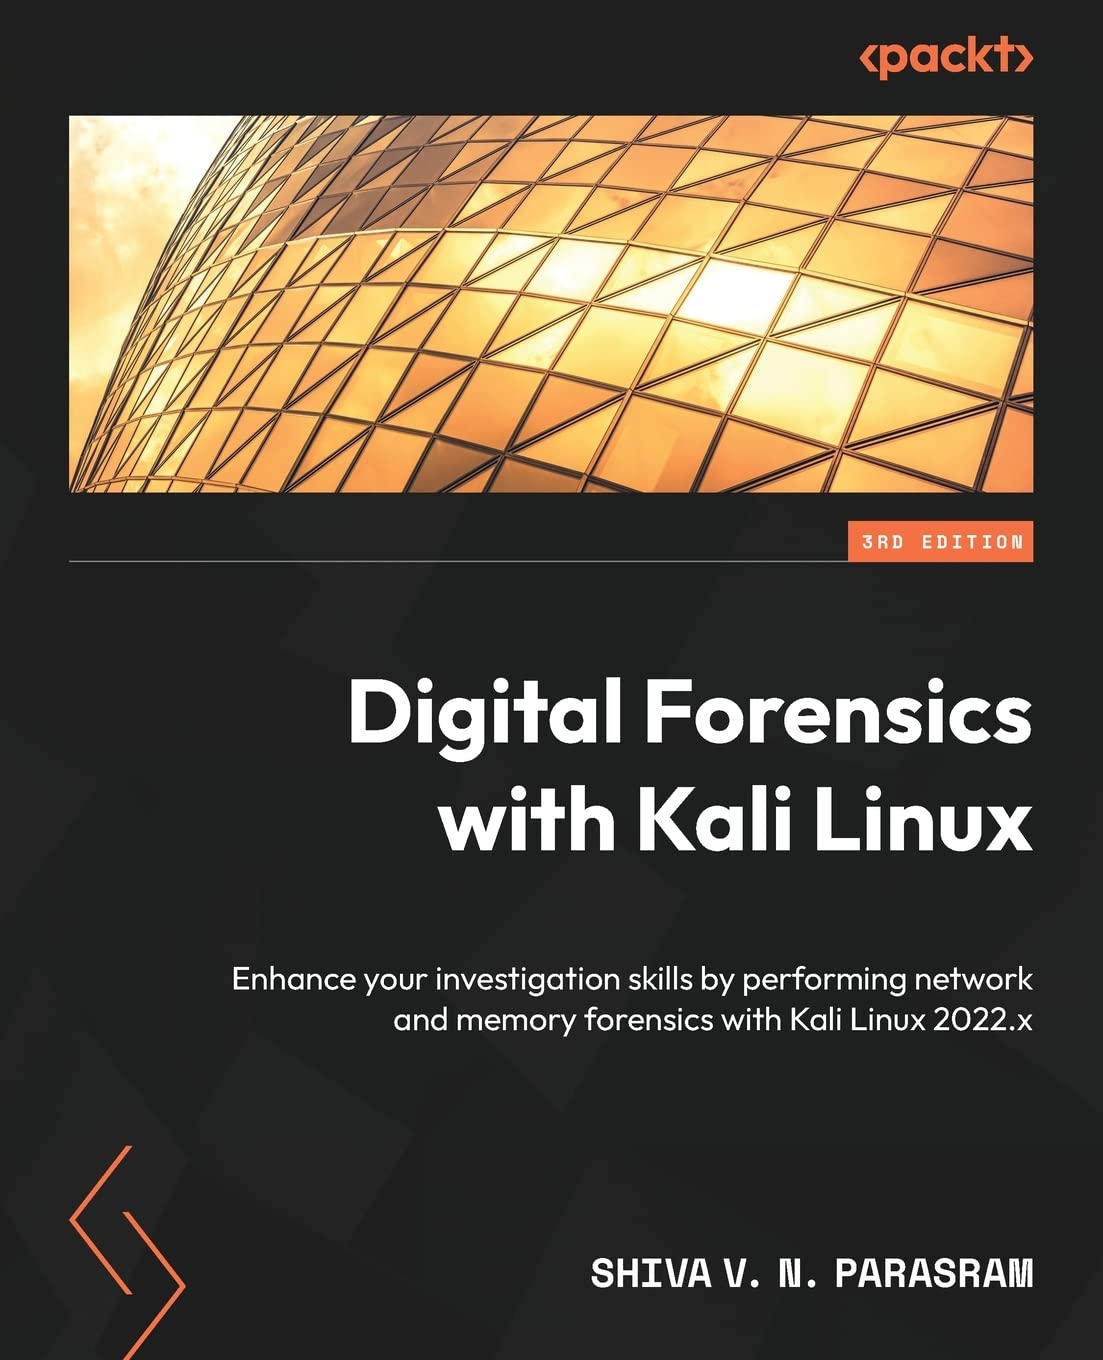 <packt>
3RD EDITION
Digital Forensics
with Kali Linux
Enhance your investigation skills by performing network
and memory forensics with Kali Linux 2022.x
SHIVA V. N. PARASRAM